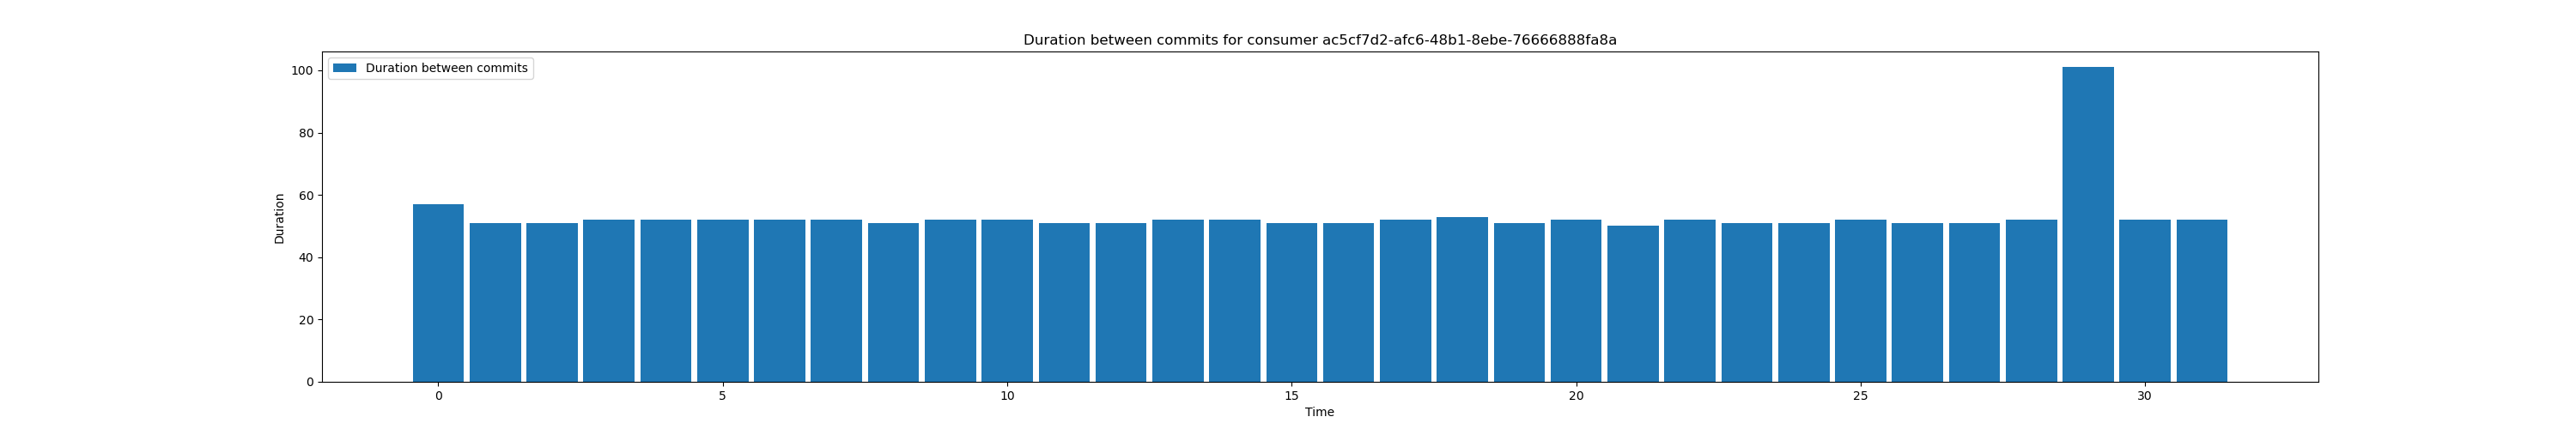 Duration between commits for consumer ac5cf7d2-afc6-48b1-8ebe-76666888fa8a
Duration between commits
100
80
60
40
20
0
Duration
0 5 10 15 20 25 30
Time